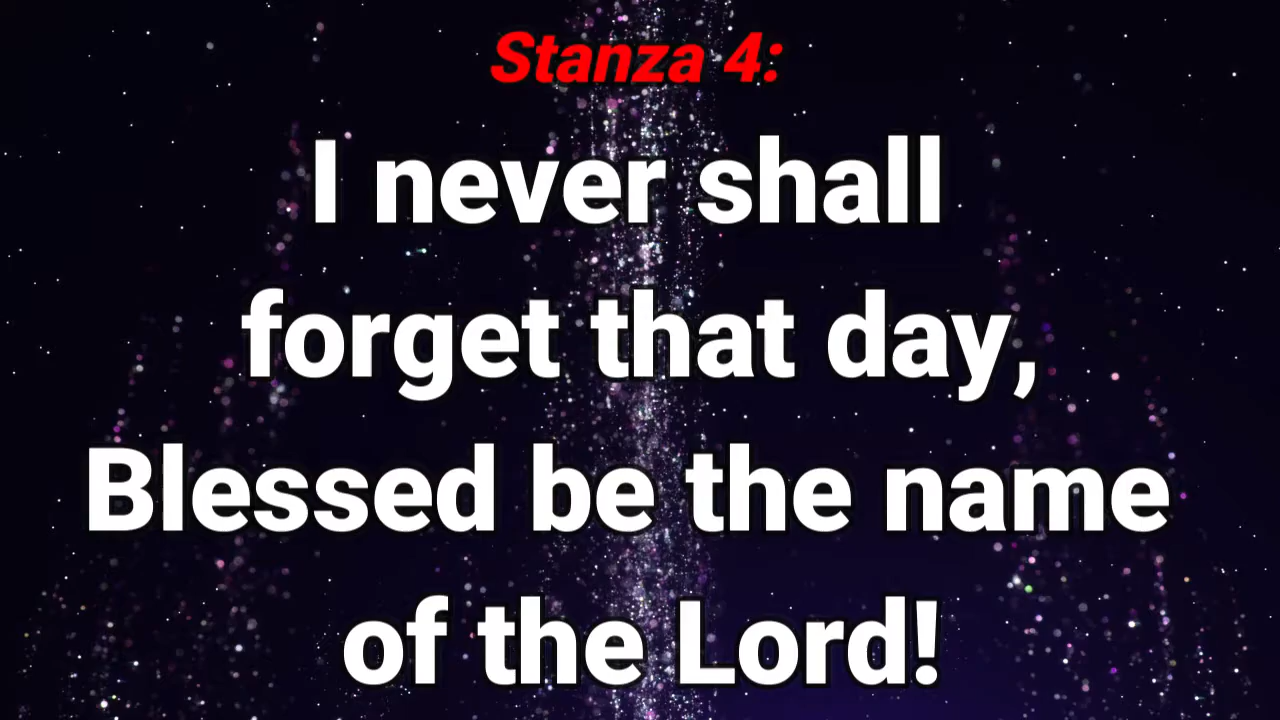 Stanza 4:
I never shall
forget that day,
Blessed be the name
of the Lord!